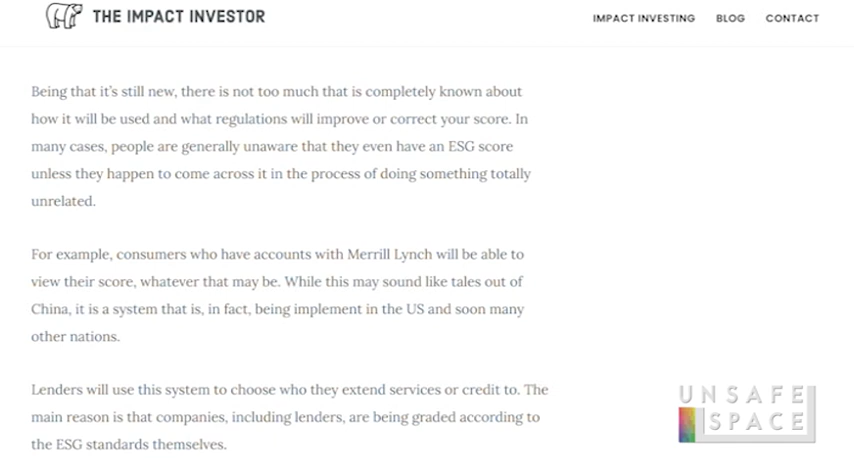 THE IMPACT INVESTOR
IMPACT INVESTING BLOG CONTACT
Being that it's still new, there is not too much that is completely known about
how it will be used and what regulations will improve or correct your score. In
many cases, people are generally unaware that they even have an ESG score
unless they happen to come across it in the process of doing something totally
unrelated.
For example, consumers who have accounts with Merrill Lynch will be able to
view their score, whatever that may be. While this may sound like tales out of
China, it is a system that is, in fact, being implement in the US and soon many
other nations.
Lenders will use this system to choose who they extend services or credit to. The
main reason is that companies, including lenders, are being graded according to
the ESG standards themselves.
UNSAFE
SPACE